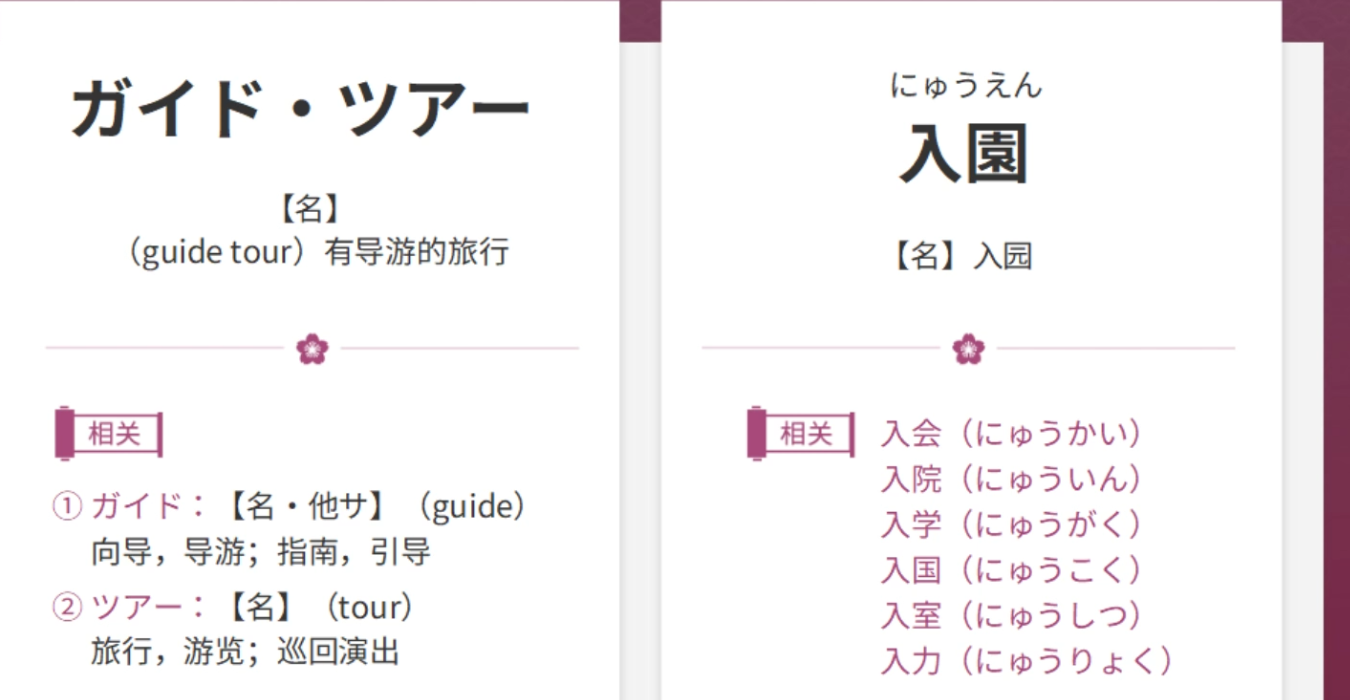 ガイド・ツアー
【名】
（guide tour）有导游的旅行
相关
① ガイド：【名・他サ】（guide）
向导，导游；指南，引导
② ツアー：【名】（tour）
旅行，游览；巡回演出
にゅうえん
入園
【名】入园
相关 入会（にゅうかい）
入院（にゅういん）
入学（にゅうがく）
入国（にゅうこく）
入室（にゅうしつ）
入力（にゅうりょく）